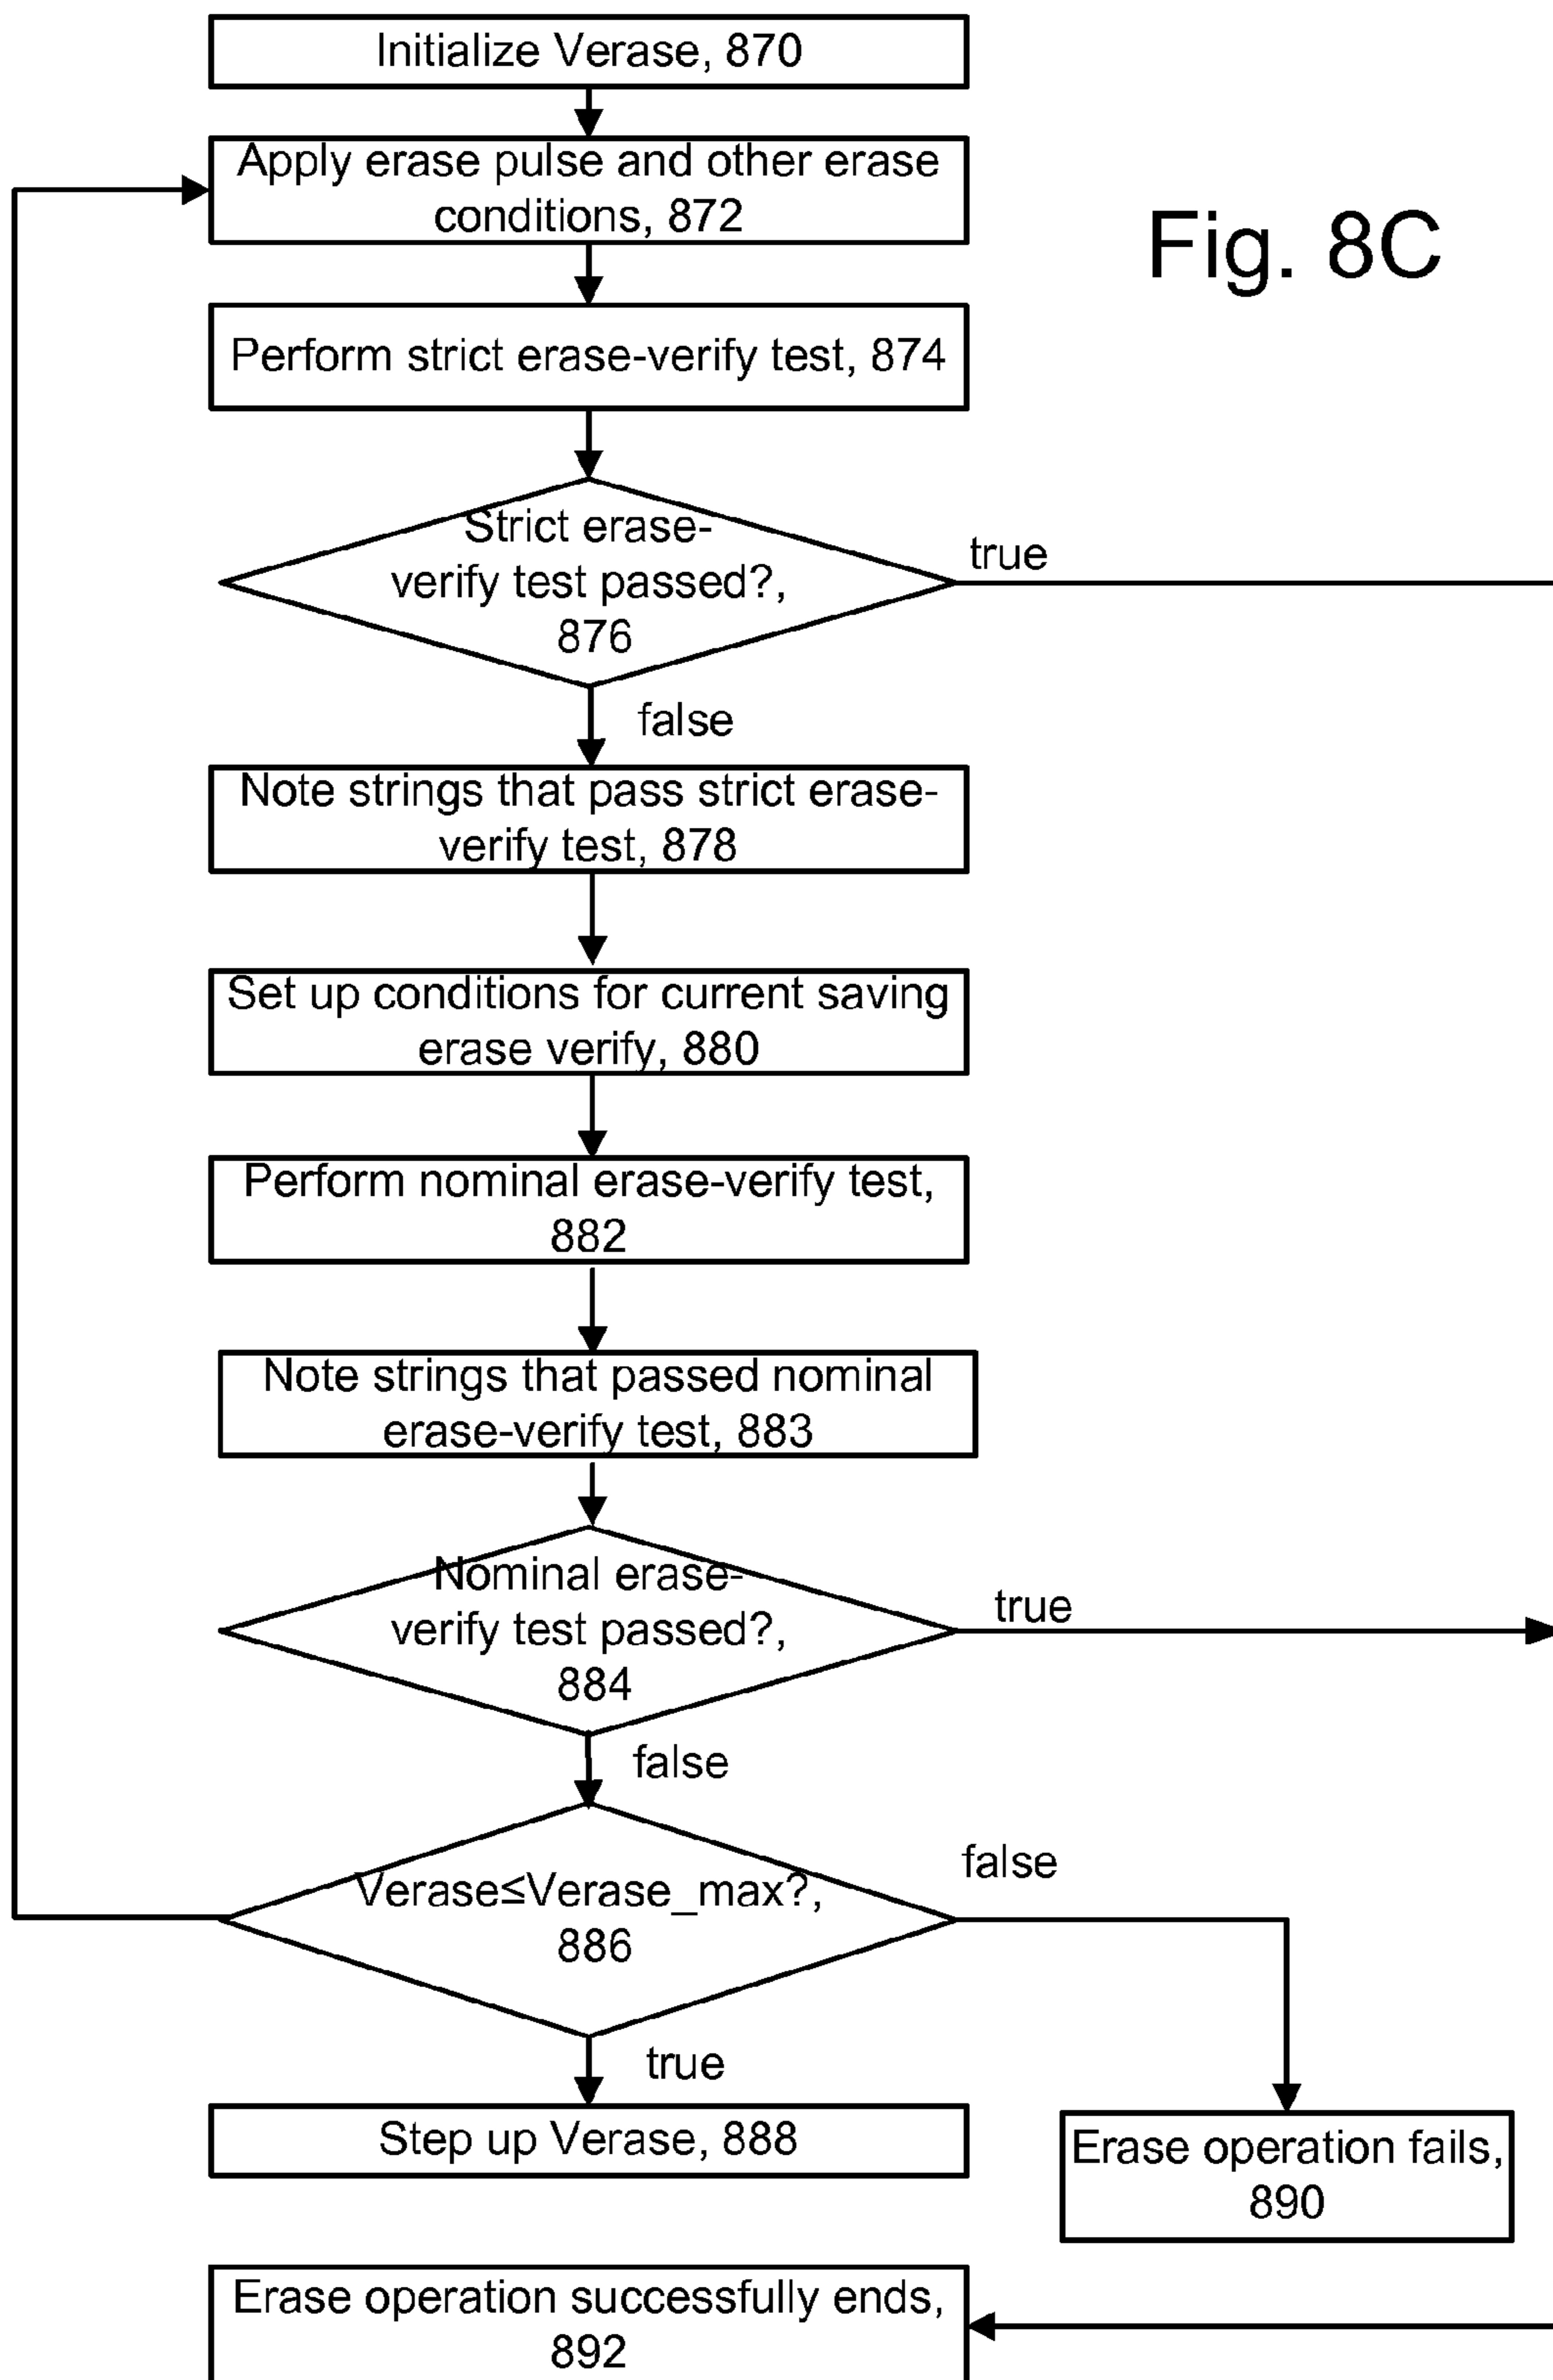 Initialize Verase, 870
Apply erase pulse and other erase
conditions, 872
Fig. 8C
Perform strict erase-verify test, 874
Strict erase-
verify test passed?,
876
true
false
Note strings that pass strict erase-
verify test, 878
Set up conditions for current saving
erase verify, 880
Perform nominal erase-verify test,
882
Note strings that passed nominal
erase-verify test, 883
Nominal erase-
verify test passed?,
884
true
false
Verase≤Verase_max?,
886
false
true
Step up Verase, 888
Erase operation fails,
890
Erase operation successfully ends,
892